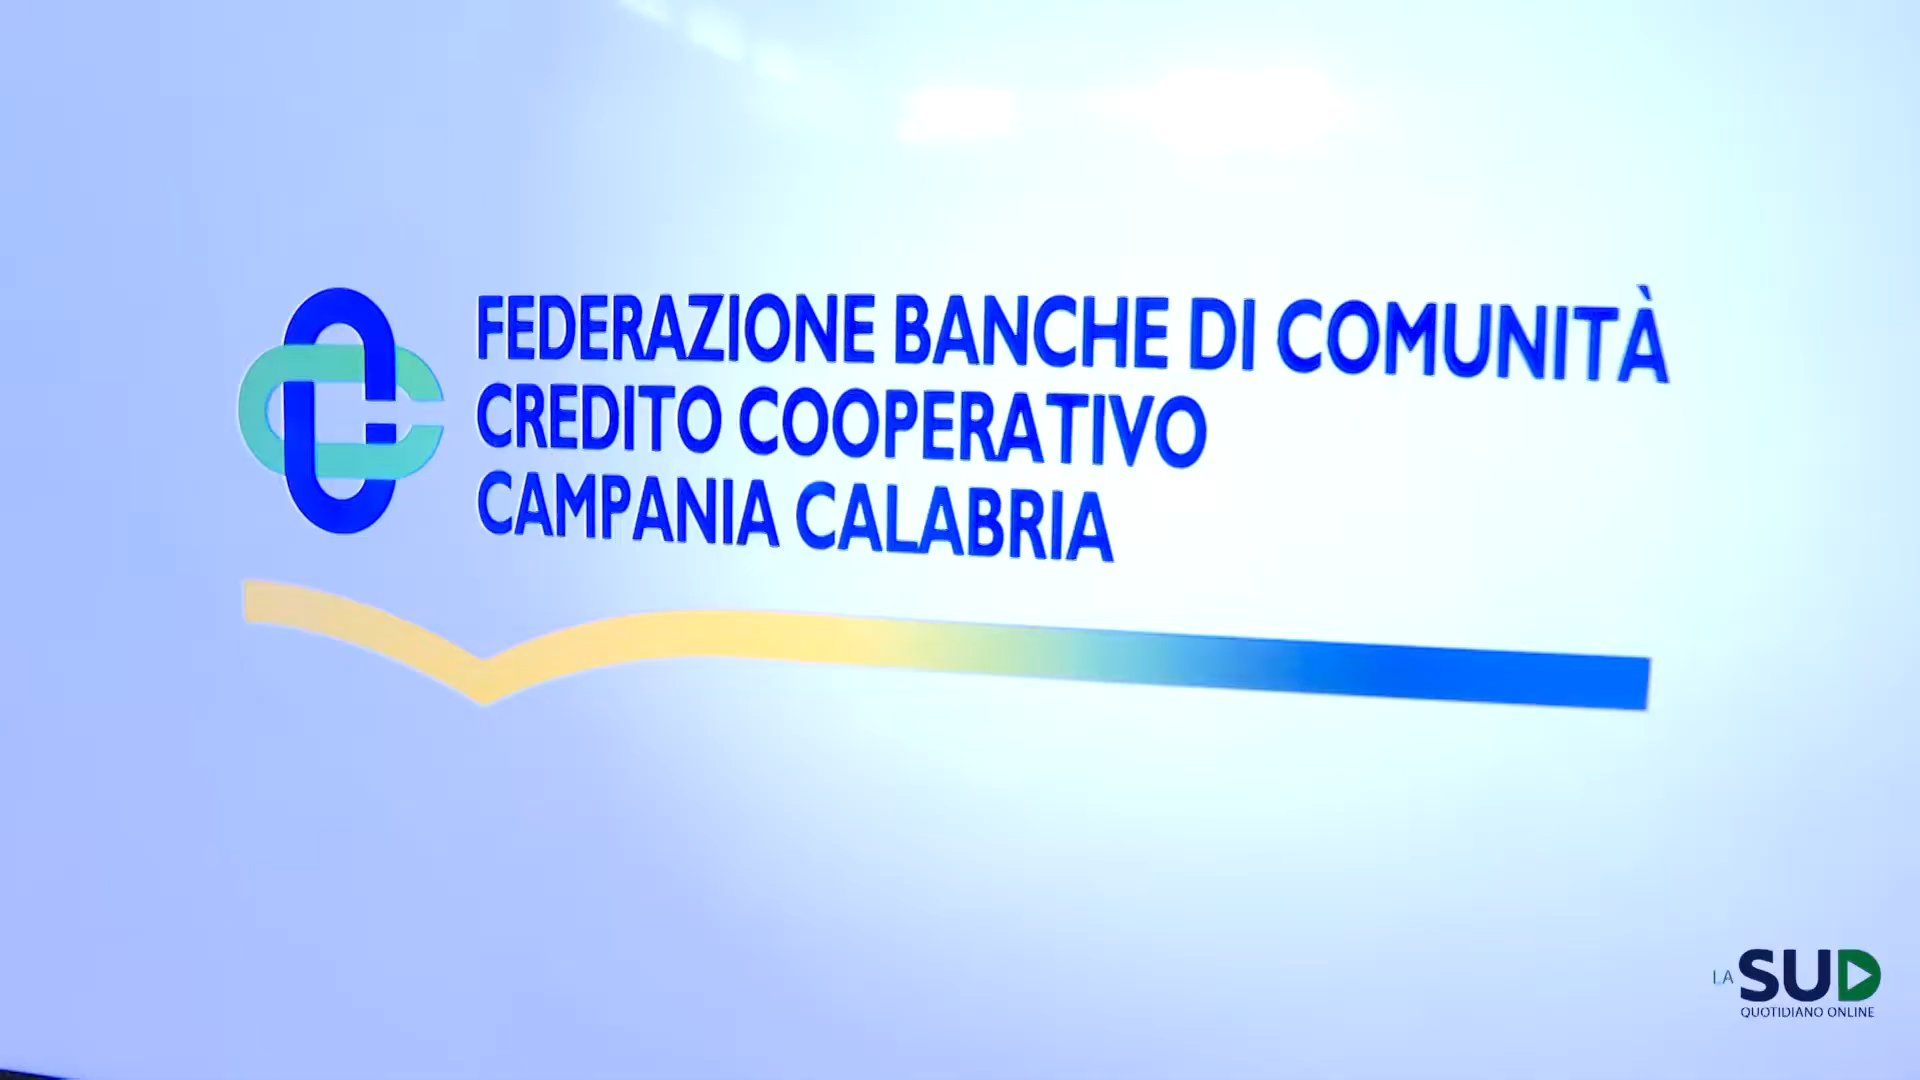 FEDERAZIONE BANCHE DI COMUNITÀ
CREDITO COOPERATIVO
CAMPANIA CALABRIA
LA SUD
QUOTIDIANO ONLINE